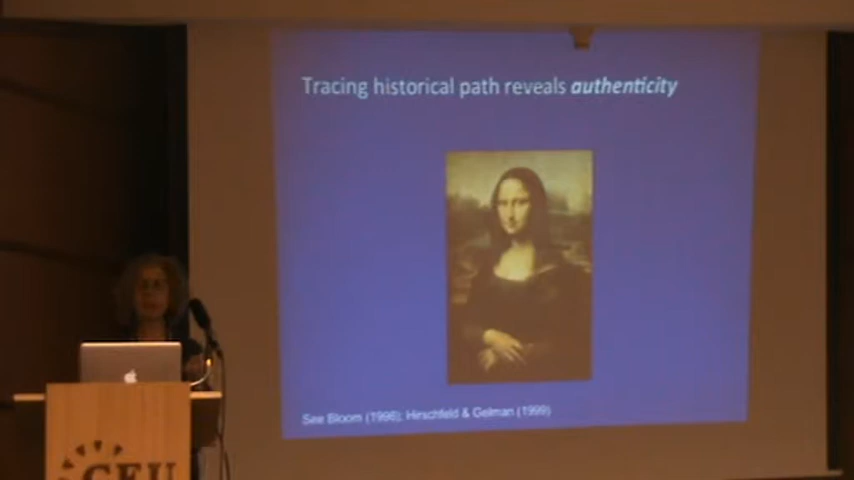 Tracing historical path reveals authenticity
See Bloom (1996); Hirschfeld & Gelman (1999)
CEU